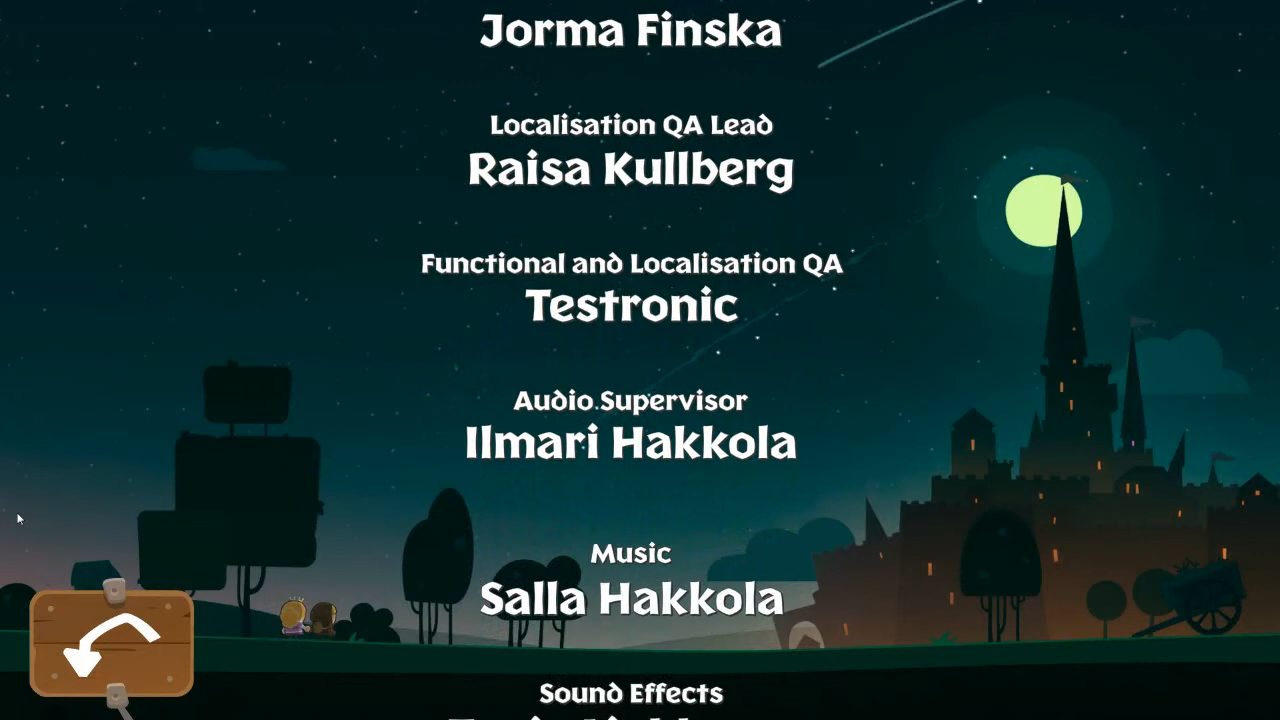 Jorma Finska
Localisation QA Lead
Raisa Kullberg
Functional and Localisation QA
Testronic
Audio Supervisor
Ilmari Hakkola
Music
Salla Hakkola
Sound Effects